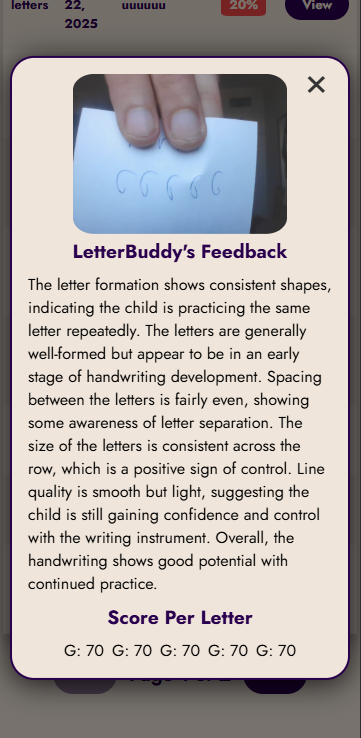 letters 22, uuuuuu 20% View
2025
LetterBuddy's Feedback
The letter formation shows consistent shapes,
indicating the child is practicing the same
letter repeatedly. The letters are generally
well-formed but appear to be in an early
stage of handwriting development. Spacing
between the letters is fairly even, showing
some awareness of letter separation. The
size of the letters is consistent across the
row, which is a positive sign of control. Line
quality is smooth but light, suggesting the
child is still gaining confidence and control
with the writing instrument. Overall, the
handwriting shows good potential with
continued practice.
Score Per Letter
G: 70 G: 70 G: 70 G: 70 G: 70